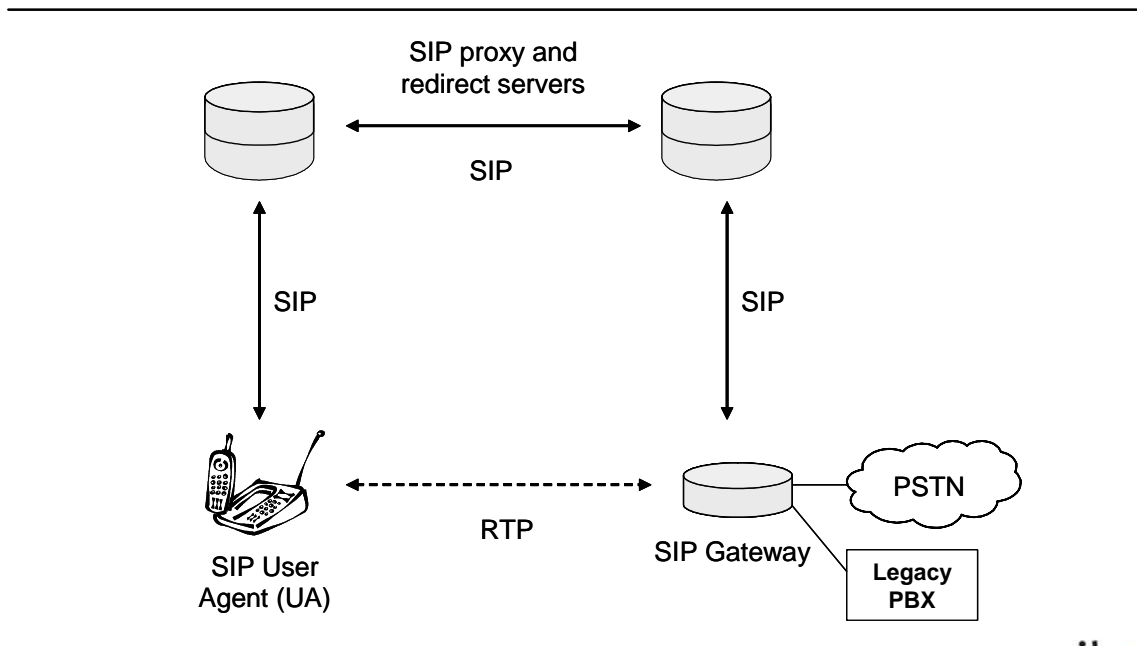 SIP proxy and
redirect servers
SIP
SIP
SIP
RTP
PSTN
SIP User
Agent (UA)
SIP Gateway
Legacy
PBX